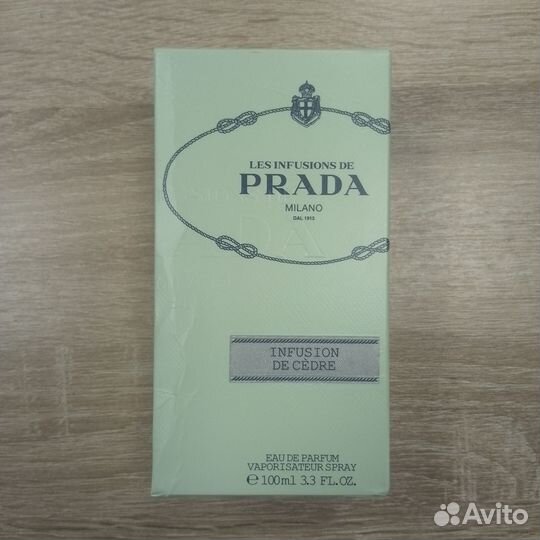 LES INFUSIONS DE
PRADA
MILANO
DAL 1913
INFUSION
DE CÈDRE
EAU DE PARFUM
VAPORISATEUR SPRAY
℮ 100ml 3.3 FL.OZ.
Avito